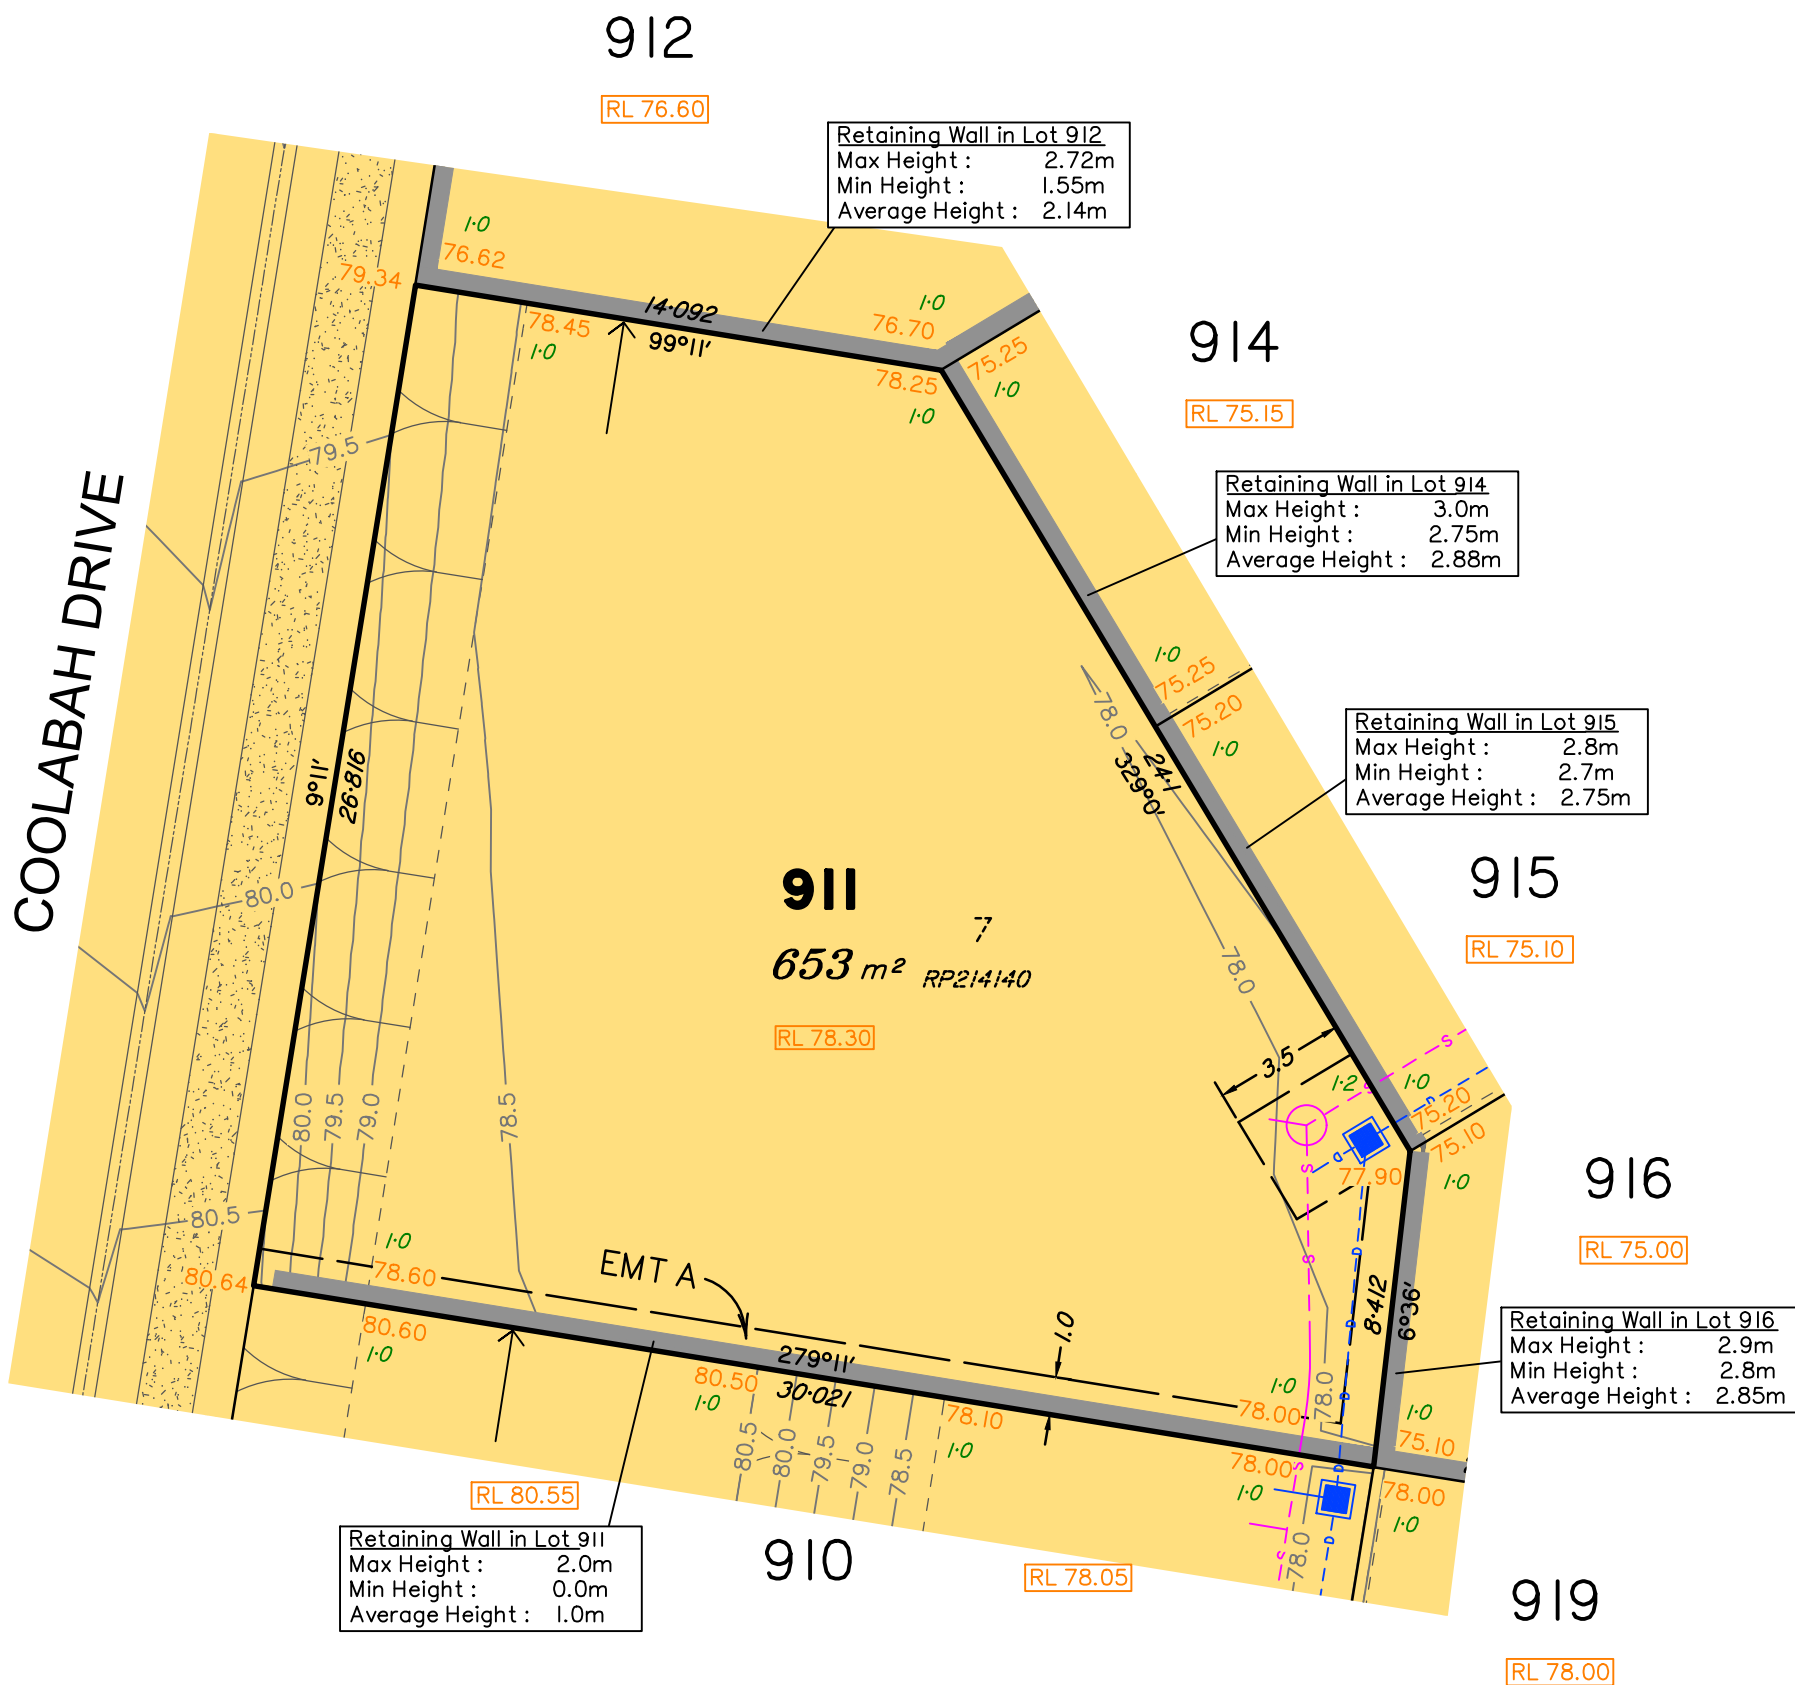 912
RL 76.60
Retaining Wall in Lot 912
Max Height : 2.72m
Min Height : 1.55m
Average Height : 2.14m
1·0
76.62
79.34
14·092
99°11'
78.45
1·0
1·0
76.70
78.25
1·0
75.25
1·0
914
RL 75.15
Retaining Wall in Lot 914
Max Height : 3.0m
Min Height : 2.75m
Average Height : 2.88m
79.5
COOLABAH DRIVE
1·0
75.25
75.20
1·0
78.0
24·1
329°0'
Retaining Wall in Lot 915
Max Height : 2.8m
Min Height : 2.7m
Average Height : 2.75m
9°11'
26·816
80.0
911
7
653 m²
RP214140
RL 78.30
78.0
915
RL 75.10
3.5
1·2
1·0
S
S
D
75.20
75.10
1·0
D
S
77.90
80.0
79.5
79.0
78.5
916
RL 75.00
80.5
1·0
78.60
80.64
EMT A
80.60
1·0
S
D
D
D
8·412
6°36'
1.0
279°11'
30·021
80.50
1·0
78.10
1·0
1·0
78.00
78.0
Retaining Wall in Lot 916
Max Height : 2.9m
Min Height : 2.8m
Average Height : 2.85m
1·0
75.10
80.5
80.0
79.5
79.0
78.5
78.00
1·0
S
D
78.00
1·0
RL 80.55
Retaining Wall in Lot 911
Max Height : 2.0m
Min Height : 0.0m
Average Height : 1.0m
910
RL 78.05
S
78.0
D
919
RL 78.00